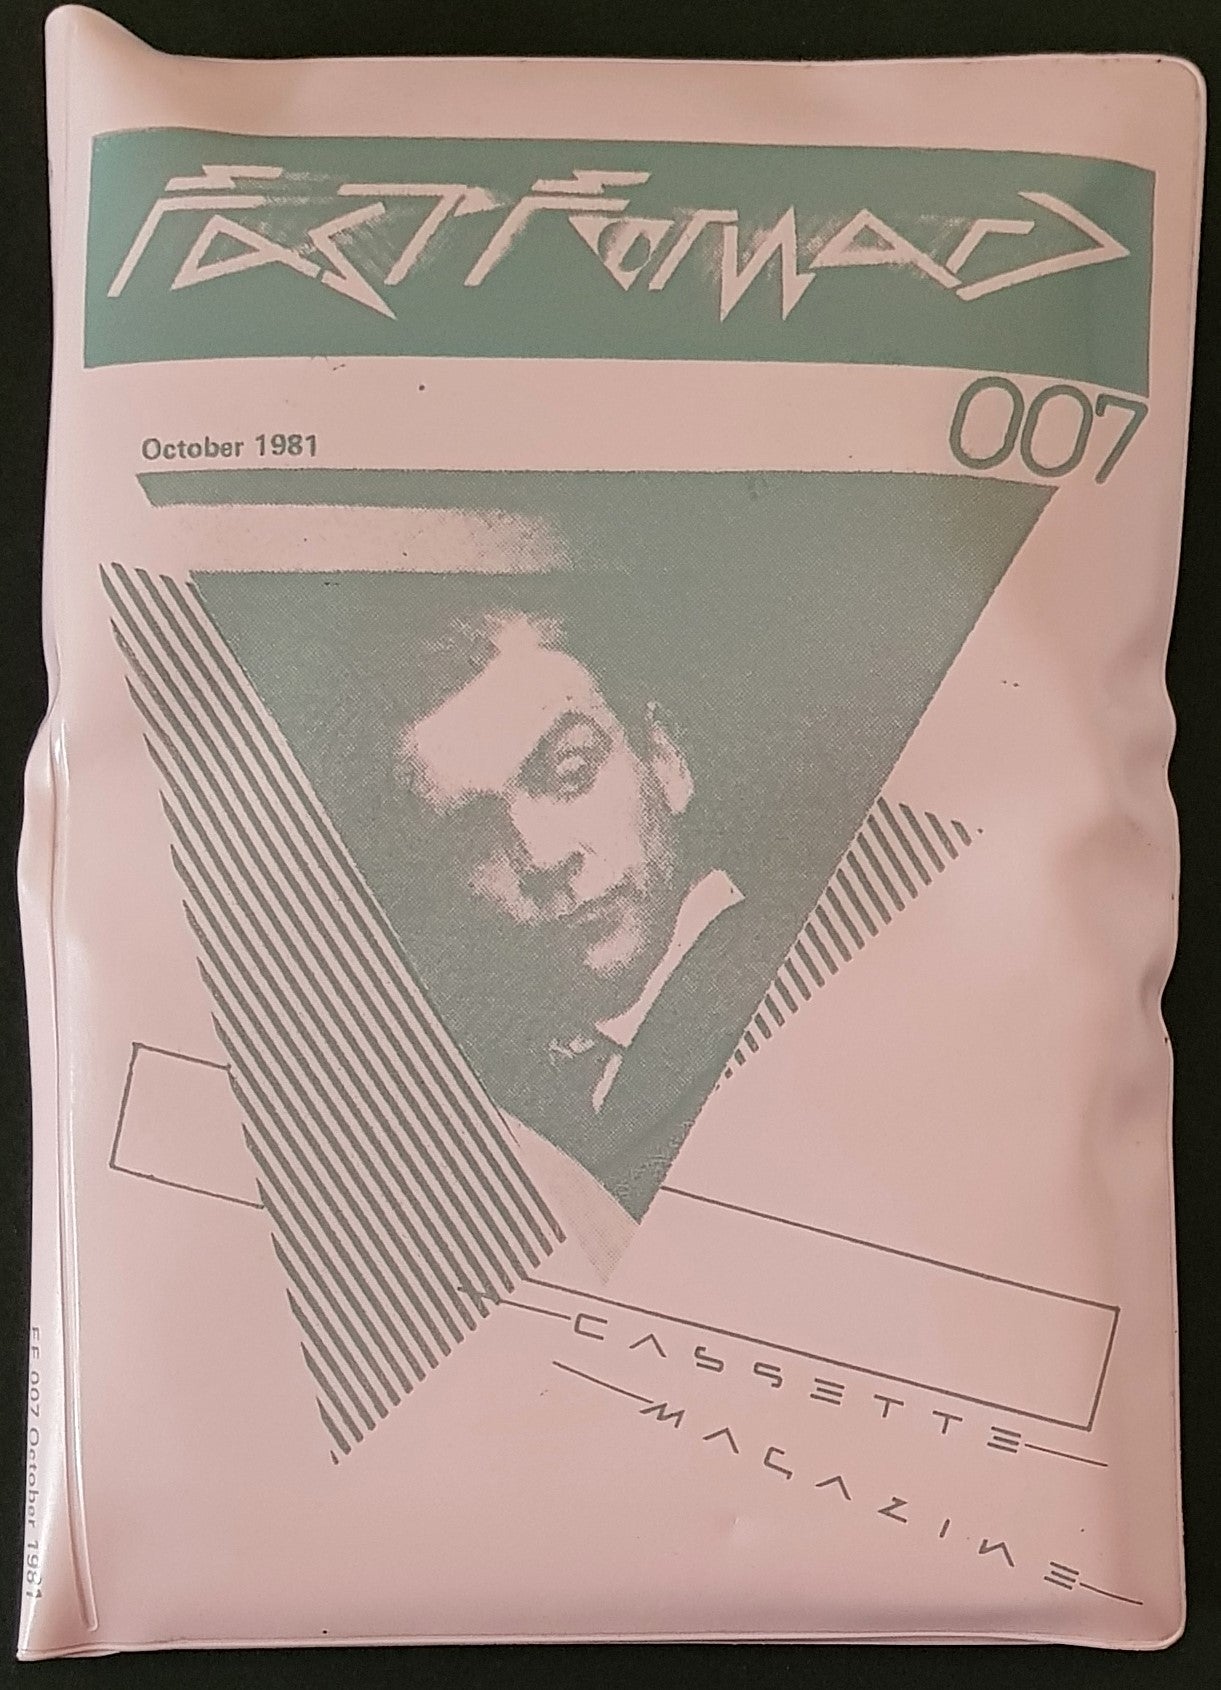 Fast Forward
007
October 1981
CASSETTE
MAGAZINE
FF 007 October 1981